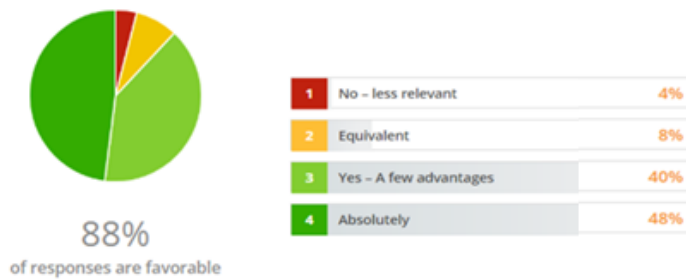 88%
of responses are favorable
1 No – less relevant 4%
2 Equivalent 8%
3 Yes – A few advantages 40%
4 Absolutely 48%